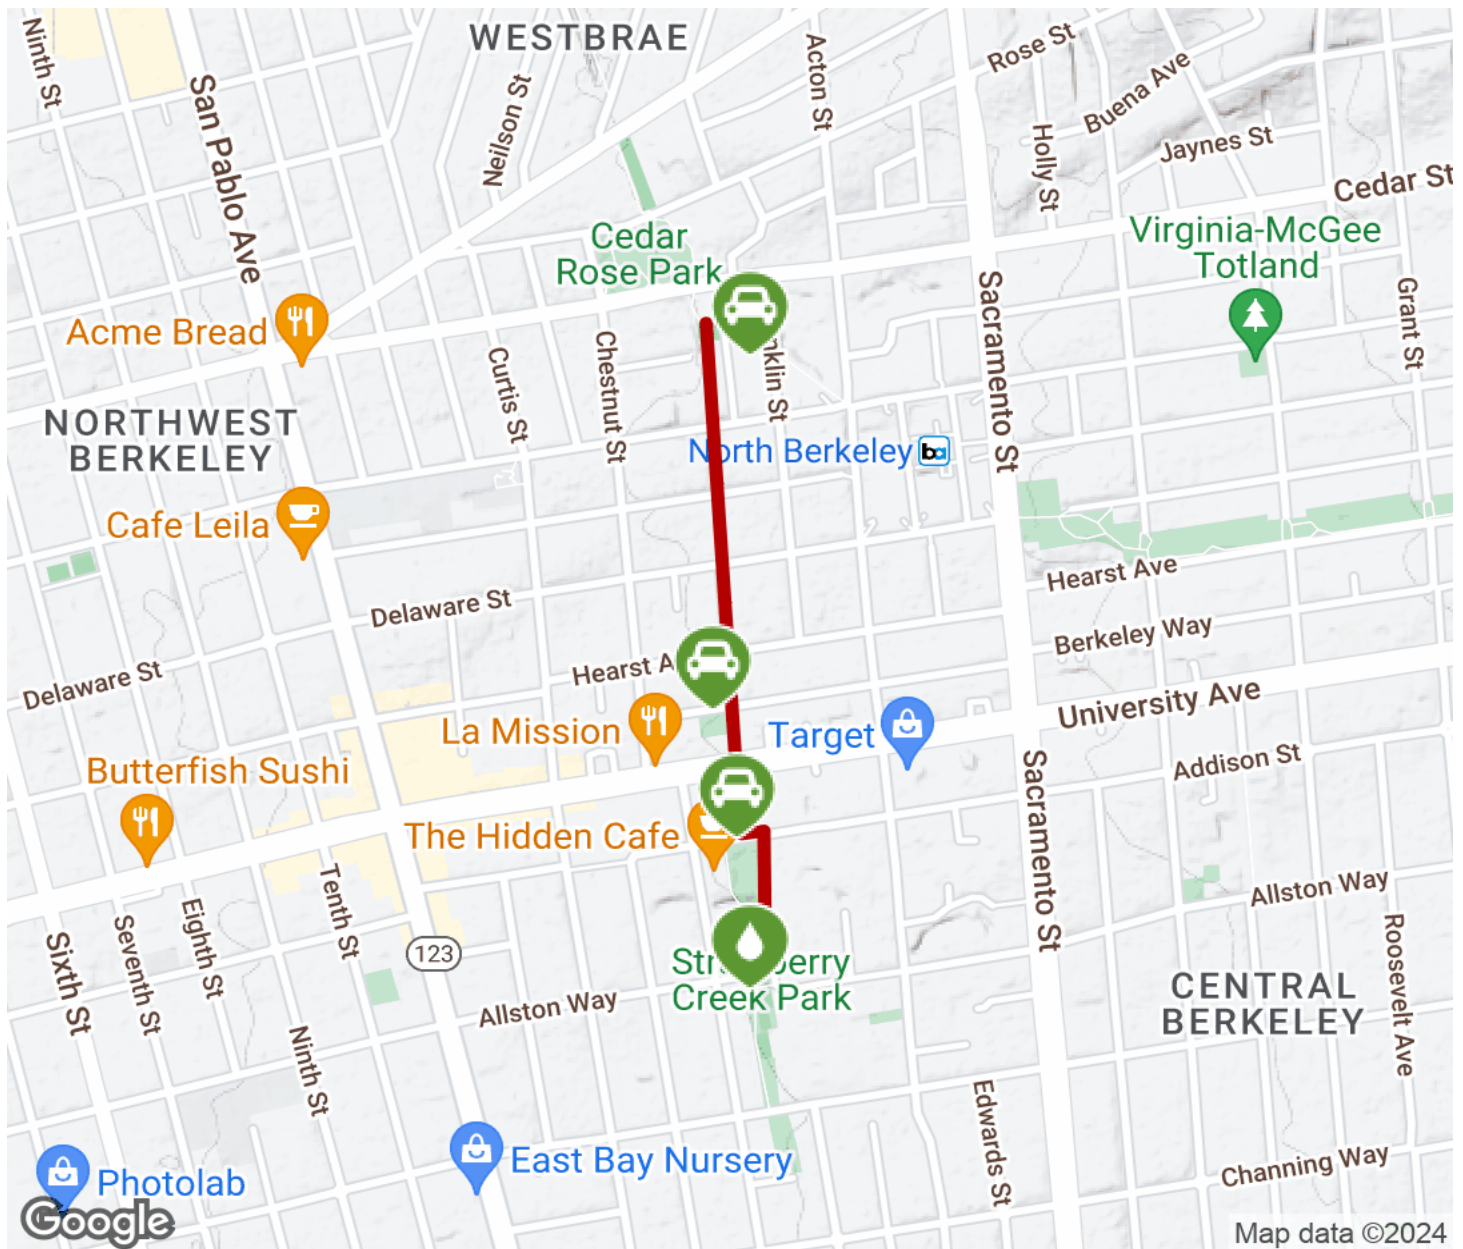 WESTBRAE
Ninth St
San Pablo Ave
Neilson St
Acton St
Rose St
Buena Ave
Holly St
Jaynes St
Cedar St
Cedar
Rose Park
Virginia-McGee
Totland
Sacramento St
Grant St
Acme Bread
Curtis St
Chestnut St
nklin St
NORTHWEST
BERKELEY
North Berkeley
ba
Cafe Leila
Delaware St
Hearst Ave
Berkeley Way
Delaware St
Hearst A
University Ave
La Mission
Target
Addison St
Butterfish Sushi
Sacramento St
The Hidden Cafe
Tenth St
Allston Way
Eighth St
Seventh St
Sixth St
123
Roosevelt Ave
Strawberry
Creek Park
Allston Way
CENTRAL
BERKELEY
Ninth St
Edwards St
East Bay Nursery
Channing Way
Photolab
Google
Map data ©2024